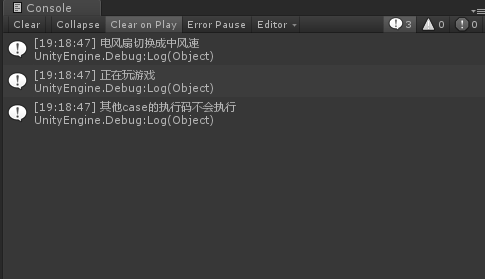 Console
Clear Collapse Clear on Play Error Pause Editor 3 0 0
[19:18:47] 电风扇切换成中风速
UnityEngine.Debug:Log(Object)
[19:18:47] 正在玩游戏
UnityEngine.Debug:Log(Object)
[19:18:47] 其他case的执行码不会执行
UnityEngine.Debug:Log(Object)